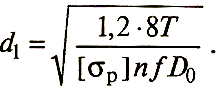 d₁ = √(1,2·8T / [σₚ] n f D₀) .